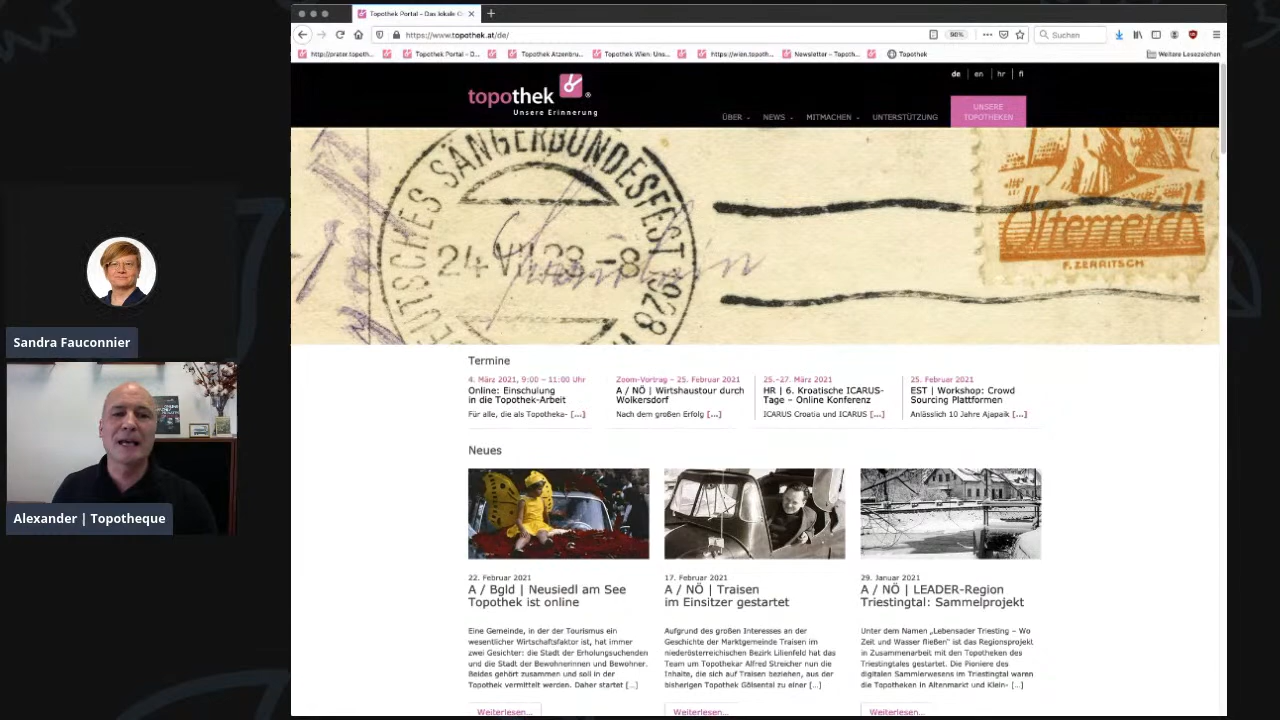 Topothek Portal – Das lokale
https://www.topothek.at/de/
90%
Suchen
http://prater.topoth...
Topothek Portal – D...
Topothek Atzenbru...
Topothek Wien: Uns...
https://wien.topoth...
Newsletter – Topoth...
Topothek
Weitere Lesezeichen
de | en | hr | fi
topothek ®
Unsere Erinnerung
ÜBER
NEWS
MITMACHEN
UNTERSTÜTZUNG
UNSERE
TOPOTHEKEN
DEUTSCHES SÄNGERBUNDESFEST 1928
24.VII.28 -8
Österreich
F. ZERRITSCH
Sandra Fauconnier
Alexander | Topotheque
Termine
4. März 2021, 9:00 – 11:00 Uhr
Online: Einschulung
in die Topothek-Arbeit
Für alle, die als Topotheka- [...]
Zoom-Vortrag – 25. Februar 2021
A / NÖ | Wirtshaustour durch
Wolkersdorf
Nach dem großen Erfolg [...]
25.–27. März 2021
HR | 6. Kroatische ICARUS-
Tage – Online Konferenz
ICARUS Croatia und ICARUS [...]
25. Februar 2021
EST | Workshop: Crowd
Sourcing Plattformen
Anlässlich 10 Jahre Ajapaik [...]
Neues
22. Februar 2021
A / Bgld | Neusiedl am See
Topothek ist online
Eine Gemeinde, in der der Tourismus ein
wesentlicher Wirtschaftsfaktor ist, hat immer
zwei Gesichter: die Stadt der Erholungsuchenden
und die Stadt der Bewohnerinnen und Bewohner.
Beides gehört zusammen und soll in der
Topothek vermittelt werden. Daher startet [...]
Weiterlesen...
17. Februar 2021
A / NÖ | Traisen
im Einsitzer gestartet
Aufgrund des großen Interesses an der
Geschichte der Marktgemeinde Traisen im
niederösterreichischen Bezirk Lilienfeld hat das
Team um Topothekar Alfred Streicher nun die
Inhalte, die sich auf Traisen beziehen, aus der
bisherigen Topothek Gölsental zu einer [...]
Weiterlesen...
29. Januar 2021
A / NÖ | LEADER-Region
Triestingtal: Sammelprojekt
Unter dem Namen „Lebensader Triesting – Wo
Zeit und Wasser fließen“ ist das Regionsprojekt
in Zusammenarbeit mit den Topotheken des
Triestingtales gestartet. Die Pioniere des
digitalen Sammlerwesens im Triestingtal waren
die Topotheken in Altenmarkt und Klein- [...]
Weiterlesen...